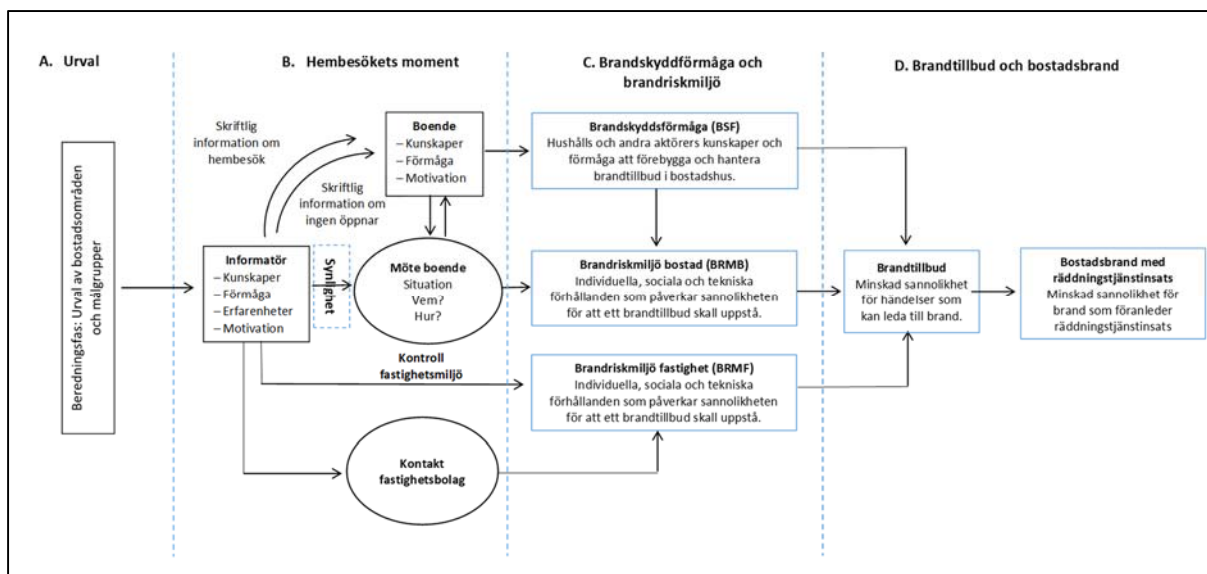 A. Urval
B. Hembesökets moment
C. Brandskyddförmåga och
brandriskmiljö
D. Brandtillbud och bostadsbrand
Beredningsfas: Urval av bostadsområden
och målgrupper
Skriftlig
information om
hembesök
Skriftlig
information om
ingen öppnar
Boende
– Kunskaper
– Förmåga
– Motivation
Informatör
– Kunskaper
– Förmåga
– Erfarenheter
– Motivation
Synlighet
Möte boende
Situation
Vem?
Hur?
Kontroll
fastighetsmiljö
Kontakt
fastighetsbolag
Brandskyddsförmåga (BSF)
Hushålls och andra aktörers kunskaper och
förmåga att förebygga och hantera
brandtillbud i bostadshus.
Brandriskmiljö bostad (BRMB)
Individuella, sociala och tekniska
förhållanden som påverkar sannolikheten
för att ett brandtillbud skall uppstå.
Brandriskmiljö fastighet (BRMF)
Individuella, sociala och tekniska
förhållanden som påverkar sannolikheten
för att ett brandtillbud skall uppstå.
Brandtillbud
Minskad sannolikhet
för händelser som
kan leda till brand.
Bostadsbrand med
räddningstjänstinsats
Minskad sannolikhet för
brand som föranleder
räddningstjänstinsats